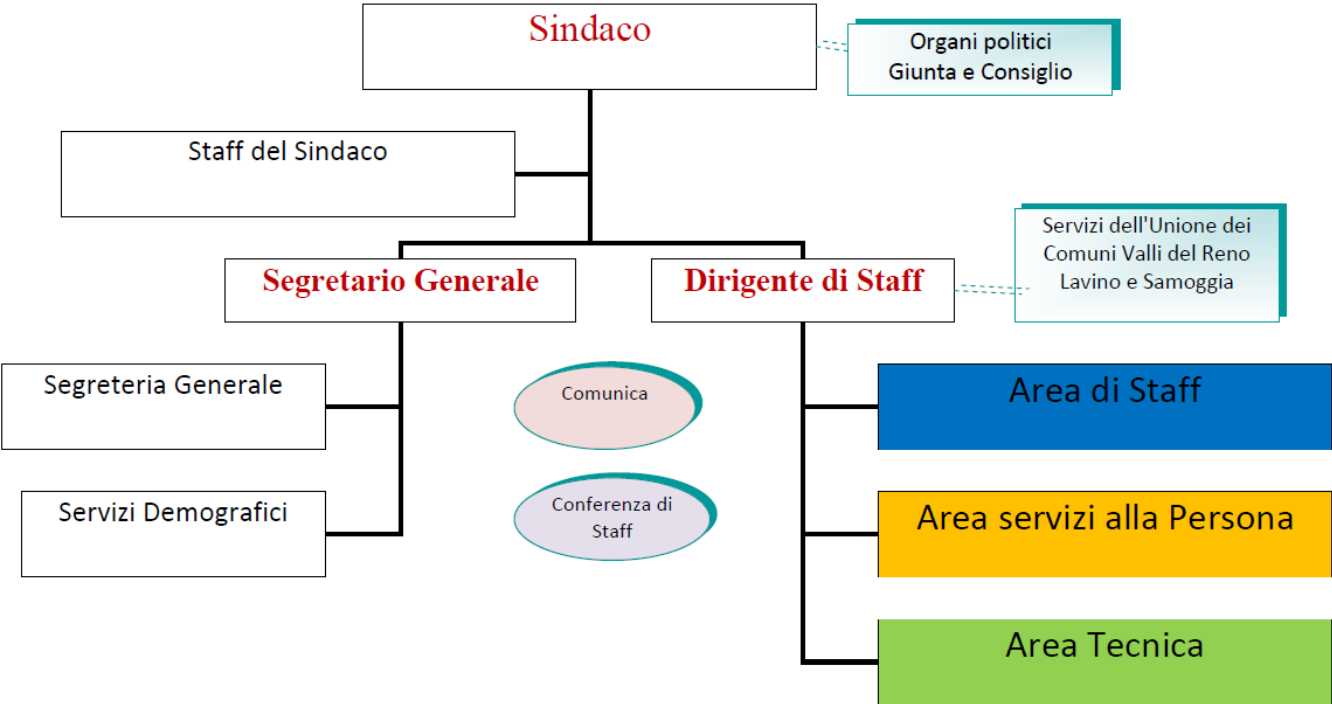 Sindaco
Organi politici
Giunta e Consiglio
Staff del Sindaco
Servizi dell'Unione dei
Comuni Valli del Reno
Lavino e Samoggia
Segretario Generale
Dirigente di Staff
Segreteria Generale
Comunica
Area di Staff
Servizi Demografici
Conferenza di
Staff
Area servizi alla Persona
Area Tecnica